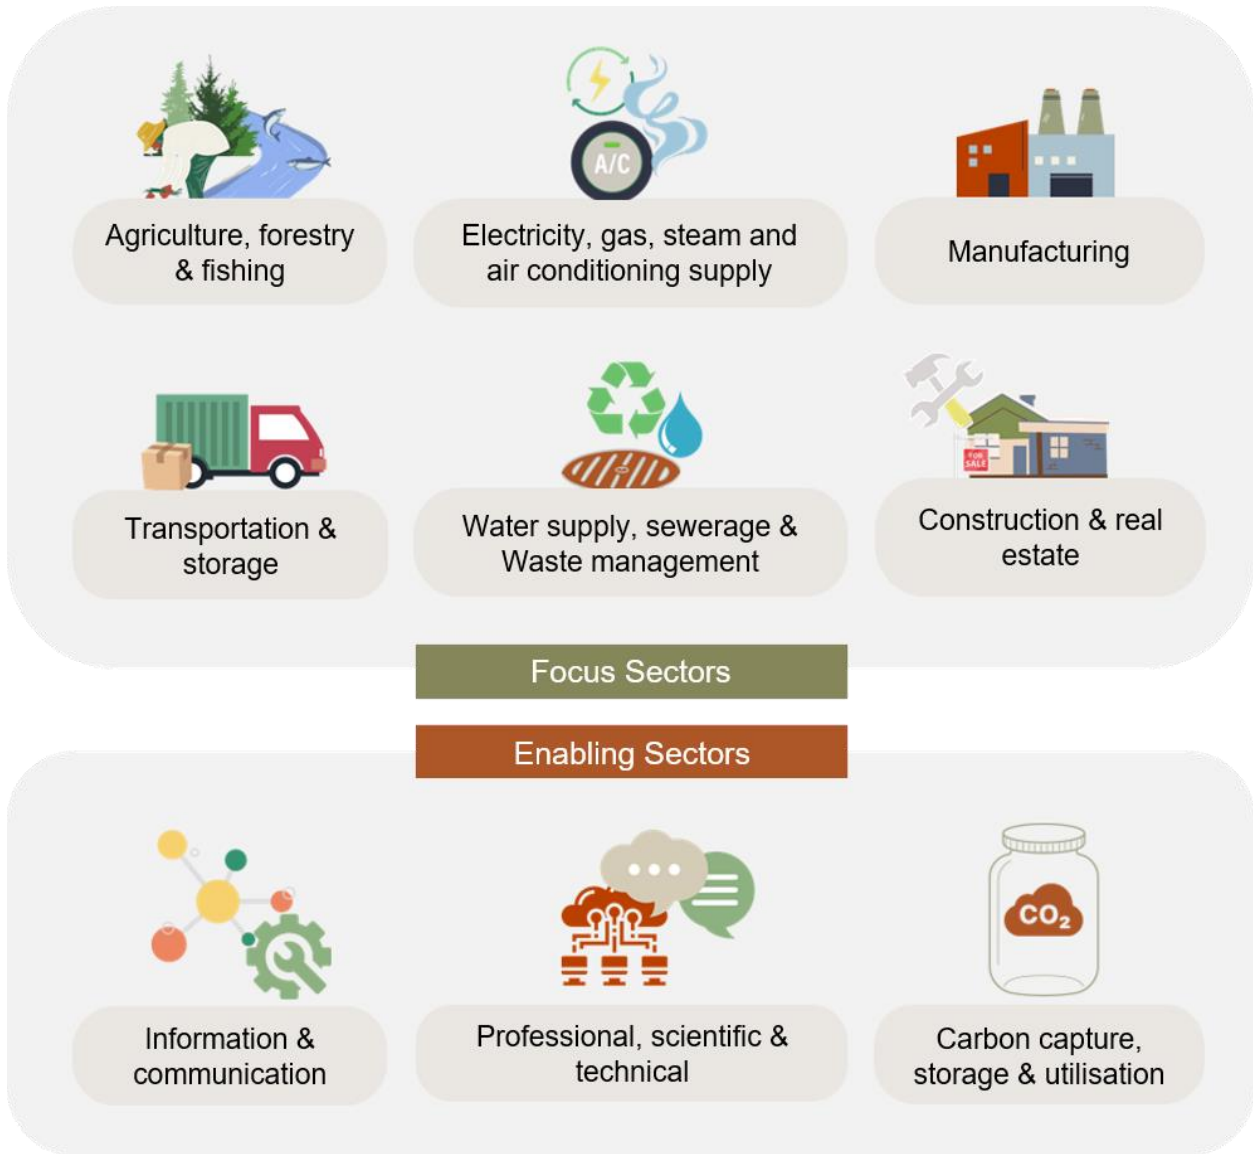 A/C
Agriculture, forestry
& fishing
Electricity, gas, steam and
air conditioning supply
Manufacturing
Transportation &
storage
Water supply, sewerage &
Waste management
FOR
SALE
Construction & real
estate
Focus Sectors
Enabling Sectors
Information &
communication
Professional, scientific &
technical
CO₂
Carbon capture,
storage & utilisation